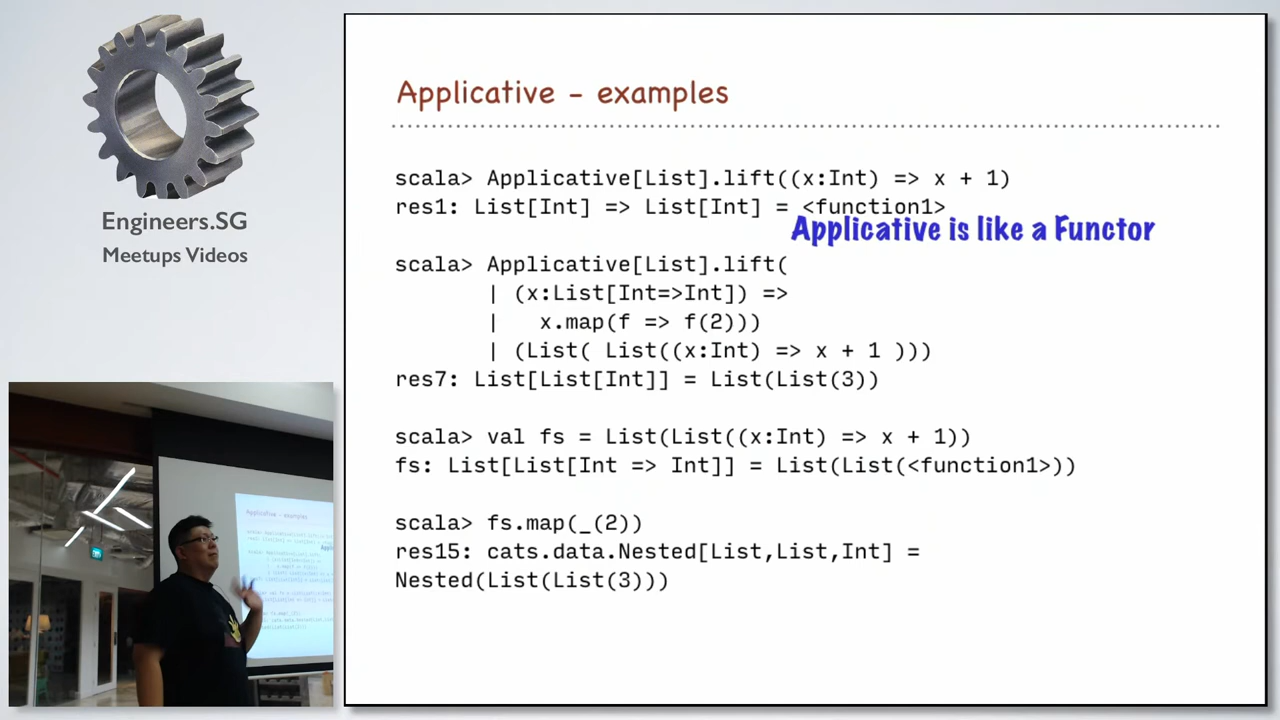 Engineers.SG
Meetups Videos
Applicative - examples
scala> Applicative[List].lift((x:Int) => x + 1)
res1: List[Int] => List[Int] = <function1>
Applicative is like a Functor
scala> Applicative[List].lift(
| (x:List[Int=>Int]) =>
|   x.map(f => f(2)))
| (List( List((x:Int) => x + 1 )))
res7: List[List[Int]] = List(List(3))
scala> val fs = List(List((x:Int) => x + 1))
fs: List[List[Int => Int]] = List(List(<function1>))
scala> fs.map(_(2))
res15: cats.data.Nested[List,List,Int] =
Nested(List(List(3)))
Applicative - examples